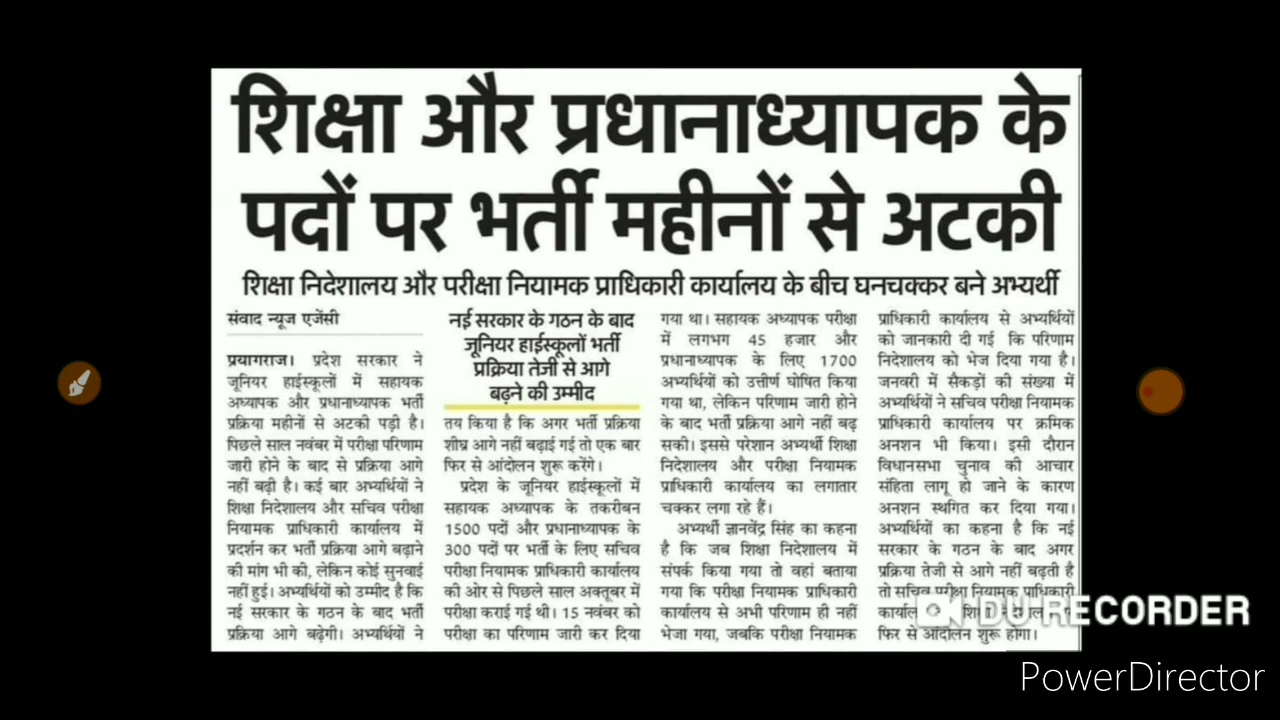 शिक्षा और प्रधानाध्यापक के
पदों पर भर्ती महीनों से अटकी
शिक्षा निदेशालय और परीक्षा नियामक प्राधिकारी कार्यालय के बीच घनचक्कर बने अभ्यर्थी
संवाद न्यूज एजेंसी
प्रयागराज। प्रदेश सरकार ने
जूनियर हाईस्कूलों में सहायक
अध्यापक और प्रधानाध्यापक भर्ती
प्रक्रिया महीनों से अटकी पड़ी है।
पिछले साल नवंबर में परीक्षा परिणाम
जारी होने के बाद से प्रक्रिया आगे
नहीं बढ़ी है। कई बार अभ्यर्थियों ने
शिक्षा निदेशालय और सचिव परीक्षा
नियामक प्राधिकारी कार्यालय में
प्रदर्शन कर भर्ती प्रक्रिया आगे बढ़ाने
की मांग भी की, लेकिन कोई सुनवाई
नहीं हुई। अभ्यर्थियों को उम्मीद है कि
नई सरकार के गठन के बाद भर्ती
प्रक्रिया आगे बढ़ेगी। अभ्यर्थियों ने
नई सरकार के गठन के बाद
जूनियर हाईस्कूलों भर्ती
प्रक्रिया तेजी से आगे
बढ़ने की उम्मीद
तय किया है कि अगर भर्ती प्रक्रिया
शीघ्र आगे नहीं बढ़ाई गई तो एक बार
फिर से आंदोलन शुरू करेंगे।
प्रदेश के जूनियर हाईस्कूलों में
सहायक अध्यापक के तकरीबन
1500 पदों और प्रधानाध्यापक के
300 पदों पर भर्ती के लिए सचिव
परीक्षा नियामक प्राधिकारी कार्यालय
की ओर से पिछले साल अक्तूबर में
परीक्षा कराई गई थी। 15 नवंबर को
परीक्षा का परिणाम जारी कर दिया
गया था। सहायक अध्यापक परीक्षा
में लगभग 45 हजार और
प्रधानाध्यापक के लिए 1700
अभ्यर्थियों को उत्तीर्ण घोषित किया
गया था, लेकिन परिणाम जारी होने
के बाद भर्ती प्रक्रिया आगे नहीं बढ़
सकी। इससे परेशान अभ्यर्थी शिक्षा
निदेशालय और परीक्षा नियामक
प्राधिकारी कार्यालय का लगातार
चक्कर लगा रहे हैं।
अभ्यर्थी ज्ञानवेंद्र सिंह का कहना
है कि जब शिक्षा निदेशालय में
संपर्क किया गया तो वहां बताया
गया कि परीक्षा नियामक प्राधिकारी
कार्यालय से अभी परिणाम ही नहीं
भेजा गया, जबकि परीक्षा नियामक
प्राधिकारी कार्यालय से अभ्यर्थियों
को जानकारी दी गई कि परिणाम
निदेशालय को भेज दिया गया है।
जनवरी में सैकड़ों की संख्या में
अभ्यर्थियों ने सचिव परीक्षा नियामक
प्राधिकारी कार्यालय पर क्रमिक
अनशन भी किया। इसी दौरान
विधानसभा चुनाव की आचार
संहिता लागू हो जाने के कारण
अनशन स्थगित कर दिया गया।
अभ्यर्थियों का कहना है कि नई
सरकार के गठन के बाद अगर
प्रक्रिया तेजी से आगे नहीं बढ़ती है
तो सचिव परीक्षा नियामक प्राधिकारी
फिर से आंदोलन शुरू होगा।
DU RECORDER
PowerDirector